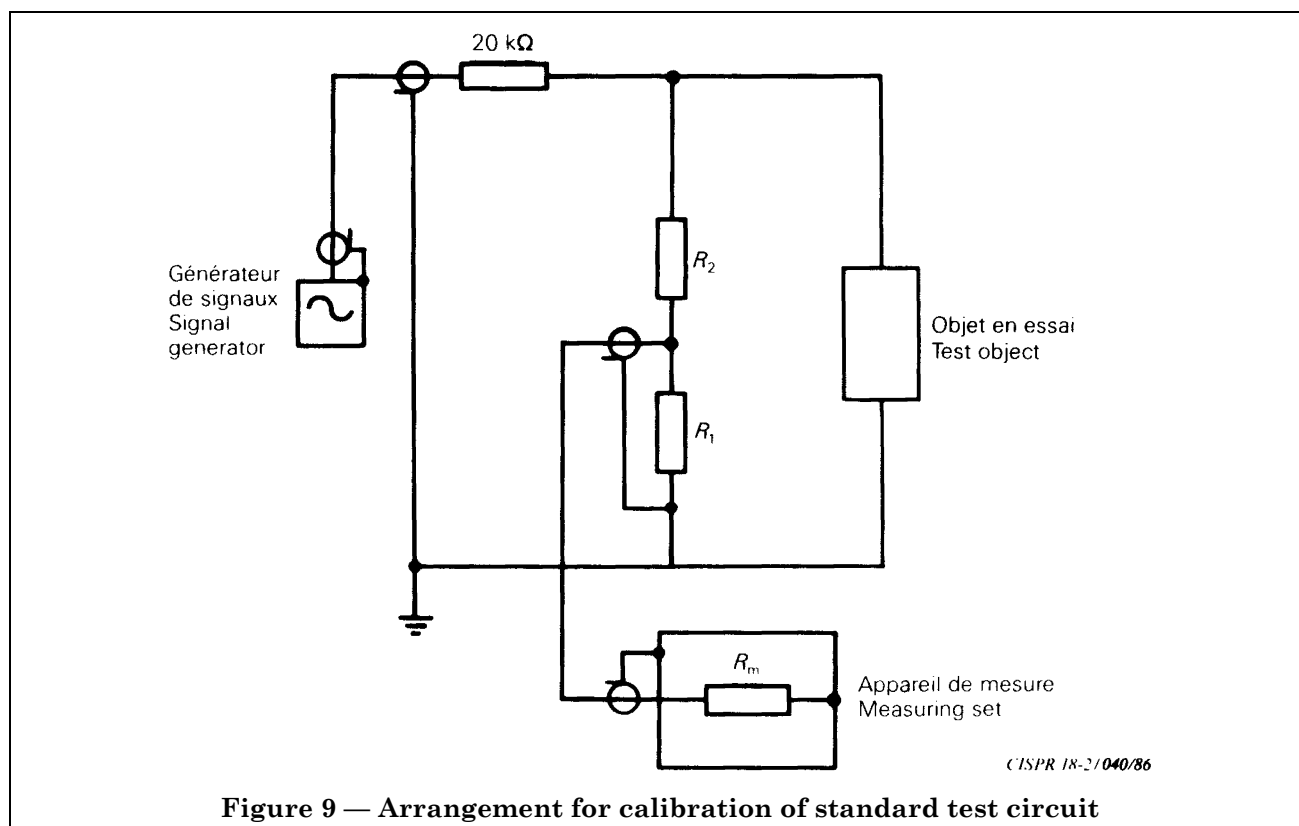 20 kΩ
R2
Générateur
de signaux
Signal
generator
Objet en essai
Test object
R1
Rm
Appareil de mesure
Measuring set
CISPR 18-2/040/86
Figure 9 — Arrangement for calibration of standard test circuit